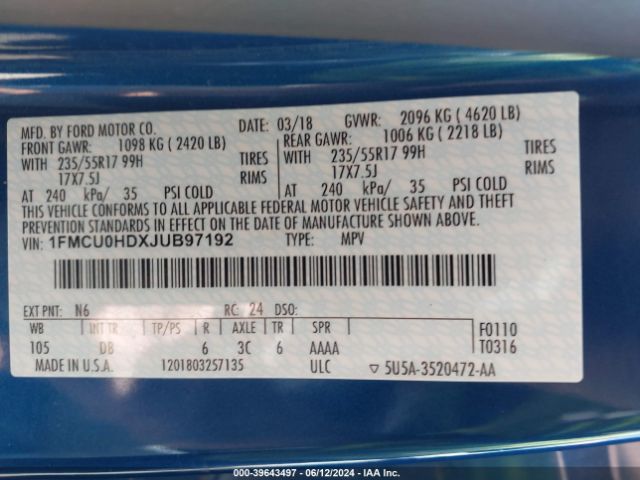 MFD. BY FORD MOTOR CO. DATE: 03/18 GVWR: 2096 KG ( 4620 LB)
FRONT GAWR: 1098 KG ( 2420 LB) REAR GAWR: 1006 KG ( 2218 LB)
WITH 235/55R17 99H TIRES WITH 235/55R17 99H TIRES
17X7.5J RIMS 17X7.5J RIMS
AT 240 kPa/ 35 PSI COLD AT 240 kPa/ 35 PSI COLD
THIS VEHICLE CONFORMS TO ALL APPLICABLE FEDERAL MOTOR VEHICLE SAFETY AND THEFT
PREVENTION STANDARDS IN EFFECT ON THE DATE OF MANUFACTURE SHOWN ABOVE.
VIN: 1FMCU0HDXJUB97192 TYPE: MPV
EXT PNT: N6 RC: 24 DSO:
WB INT TR TP/PS R AXLE TR SPR F0110
105 DB 6 3C 6 AAAA T0316
MADE IN U.S.A. 1201803257135 ULC ▽ 5U5A-3520472-AA
000-39643497 - 06/12/2024 - IAA Inc.